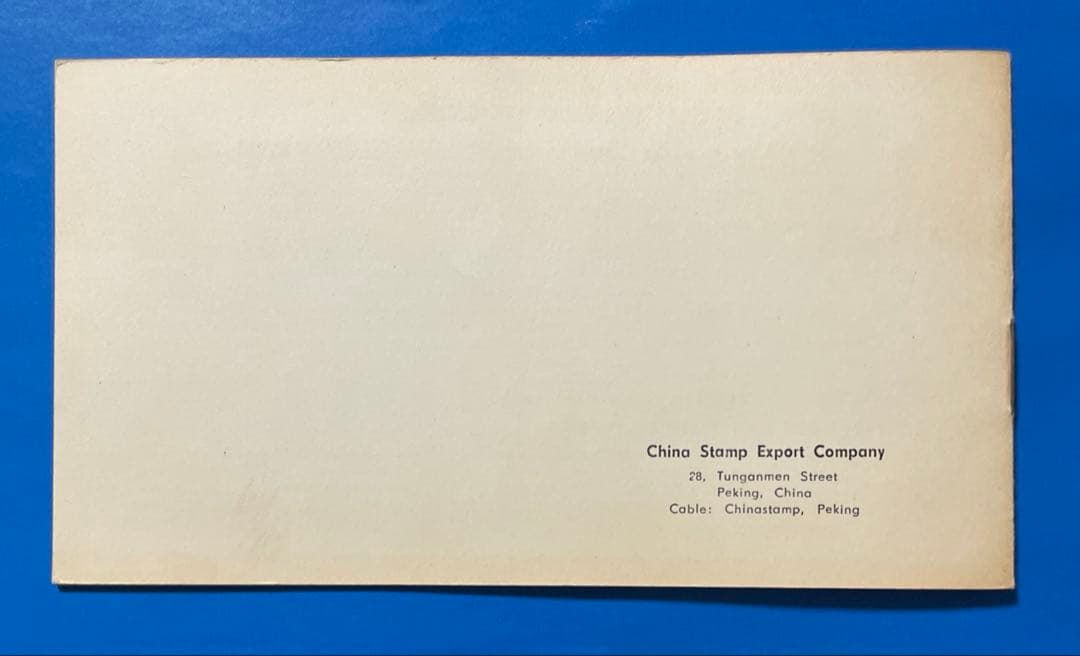 China Stamp Export Company
28, Tunganmen Street
Peking, China
Cable: Chinastamp, Peking